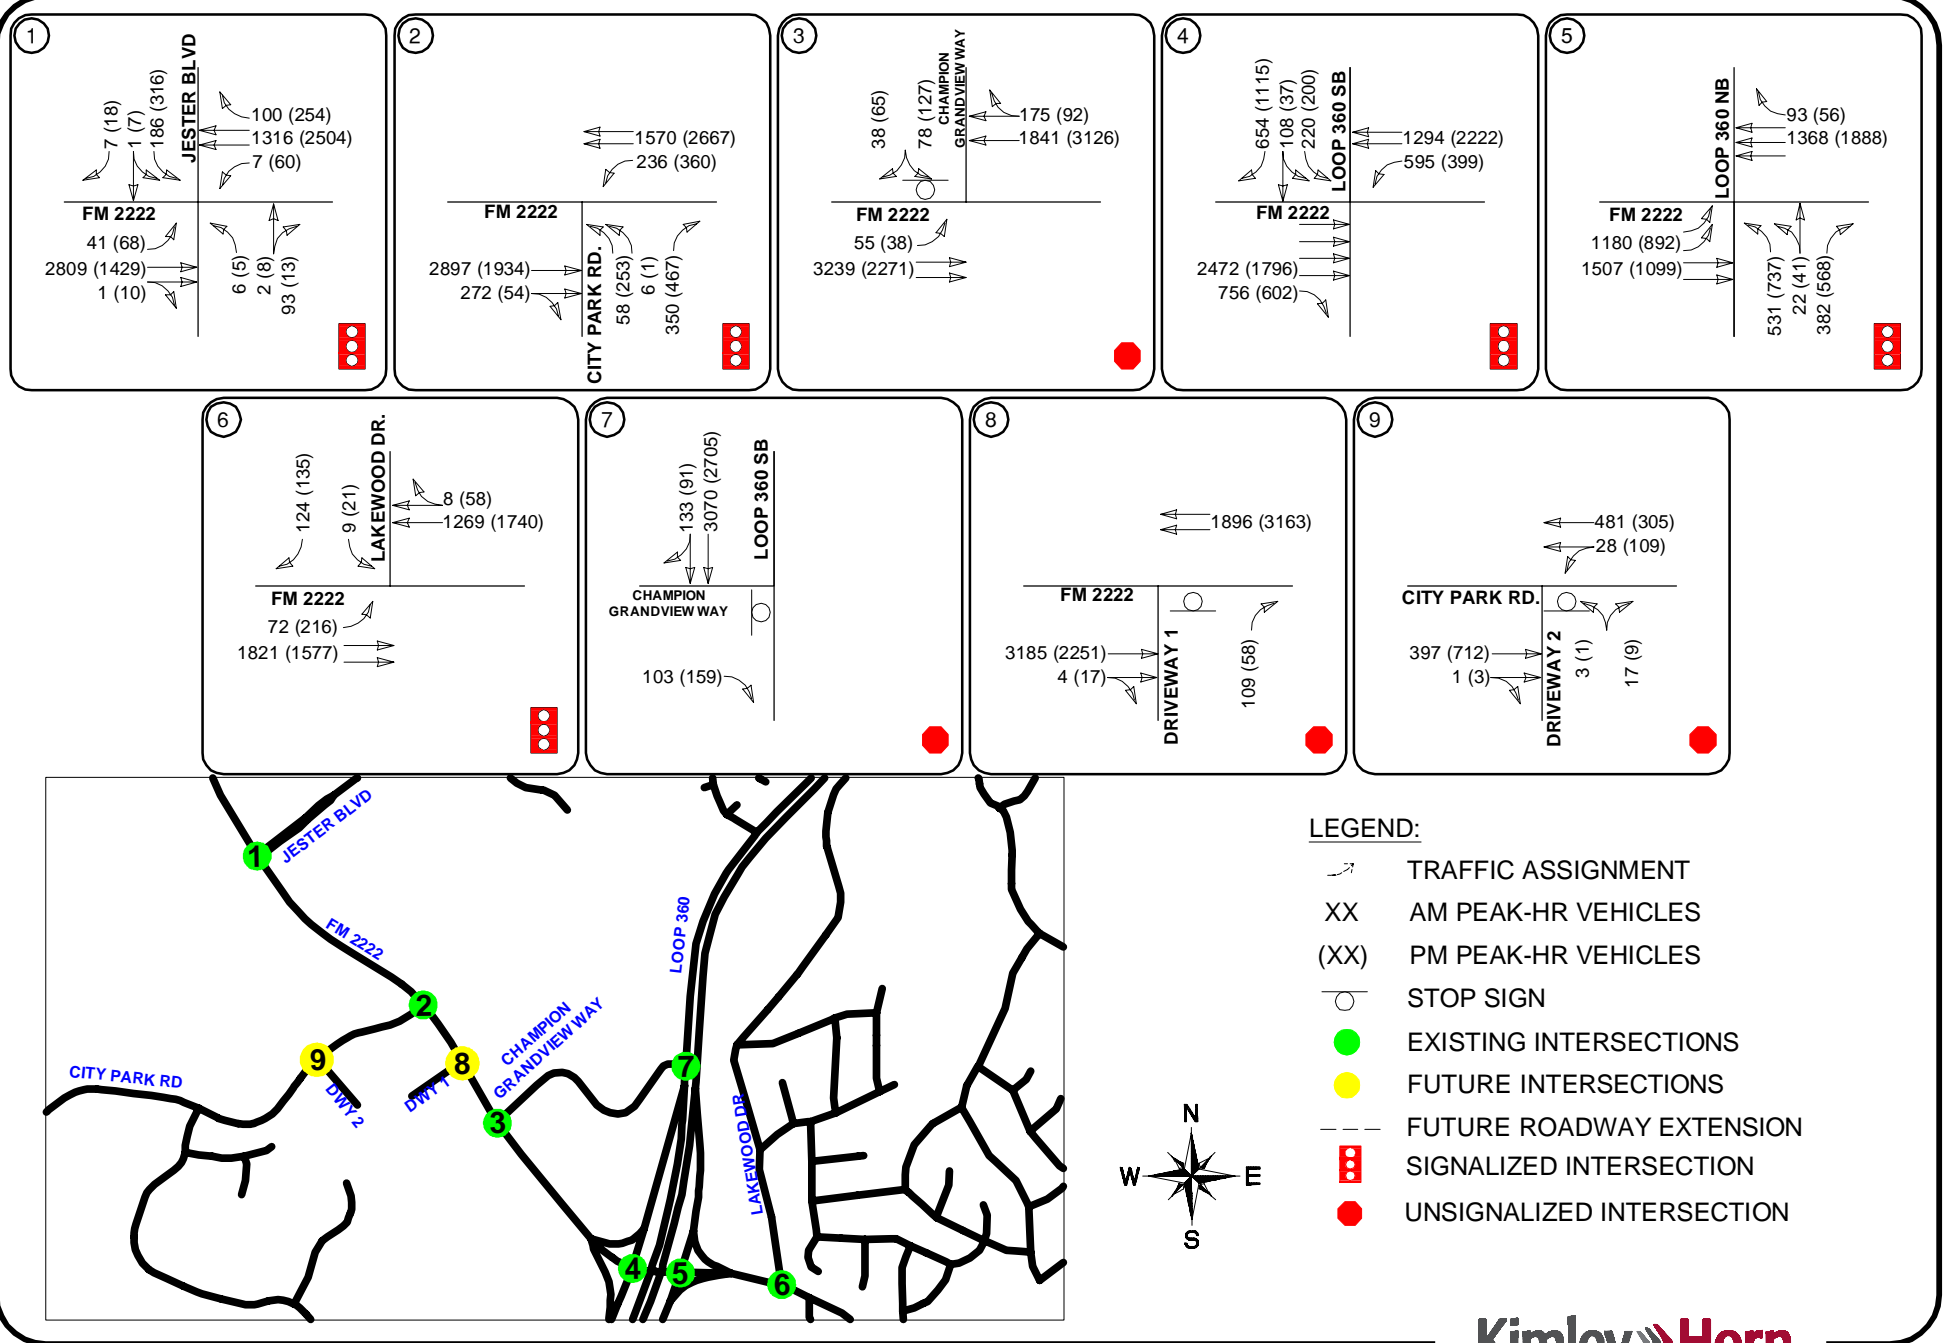 1
JESTER BLVD
7 (18)
1 (7)
186 (316)
100 (254)
1316 (2504)
7 (60)
FM 2222
41 (68)
2809 (1429)
1 (10)
6 (5)
2 (8)
93 (13)
2
1570 (2667)
236 (360)
FM 2222
2897 (1934)
272 (54)
CITY PARK RD.
58 (253)
6 (1)
350 (467)
3
38 (65)
78 (127)
CHAMPION
GRANDVIEW WAY
175 (92)
1841 (3126)
FM 2222
55 (38)
3239 (2271)
4
654 (1115)
108 (37)
220 (200)
LOOP 360 SB
1294 (2222)
595 (399)
FM 2222
2472 (1796)
756 (602)
5
LOOP 360 NB
93 (56)
1368 (1888)
FM 2222
1180 (892)
1507 (1099)
531 (737)
22 (41)
382 (568)
6
124 (135)
9 (21)
LAKEWOOD DR.
8 (58)
1269 (1740)
FM 2222
72 (216)
1821 (1577)
7
133 (91)
3070 (2705)
LOOP 360 SB
CHAMPION
GRANDVIEW WAY
103 (159)
8
1896 (3163)
FM 2222
3185 (2251)
4 (17)
DRIVEWAY 1
109 (58)
9
481 (305)
28 (109)
CITY PARK RD.
397 (712)
1 (3)
DRIVEWAY 2
3 (1)
17 (9)
1
JESTER BLVD
FM 2222
LOOP 360
2
CHAMPION
GRANDVIEW WAY
9
8
7
CITY PARK RD
DWY 2
DWY 1
3
LAKEWOOD DR
4
5
6
N
W
E
S
LEGEND:
TRAFFIC ASSIGNMENT
XX AM PEAK-HR VEHICLES
(XX) PM PEAK-HR VEHICLES
STOP SIGN
EXISTING INTERSECTIONS
FUTURE INTERSECTIONS
FUTURE ROADWAY EXTENSION
SIGNALIZED INTERSECTION
UNSIGNALIZED INTERSECTION
Kimley»Horn